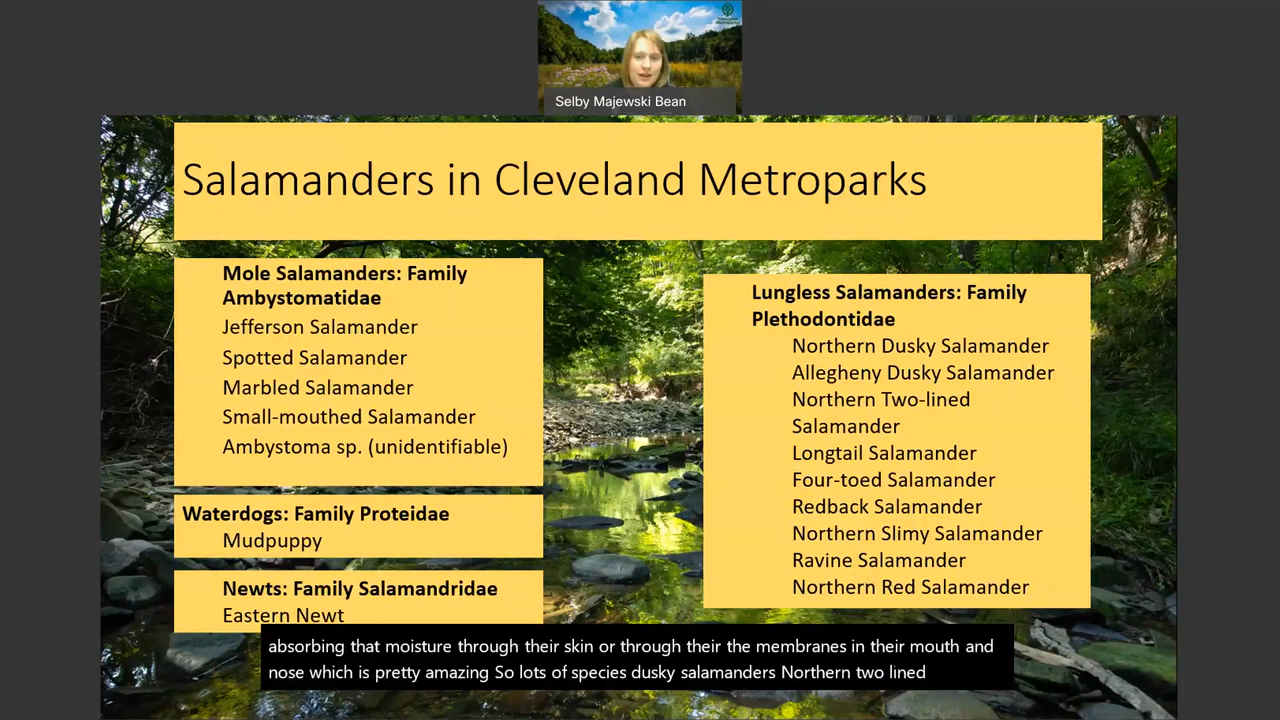 Selby Majewski Bean
Salamanders in Cleveland Metroparks
Mole Salamanders: Family
Ambystomatidae
Jefferson Salamander
Spotted Salamander
Marbled Salamander
Small-mouthed Salamander
Ambystoma sp. (unidentifiable)
Waterdogs: Family Proteidae
Mudpuppy
Newts: Family Salamandridae
Eastern Newt
Lungless Salamanders: Family
Plethodontidae
Northern Dusky Salamander
Allegheny Dusky Salamander
Northern Two-lined
Salamander
Longtail Salamander
Four-toed Salamander
Redback Salamander
Northern Slimy Salamander
Ravine Salamander
Northern Red Salamander
absorbing that moisture through their skin or through their the membranes in their mouth and
nose which is pretty amazing So lots of species dusky salamanders Northern two lined